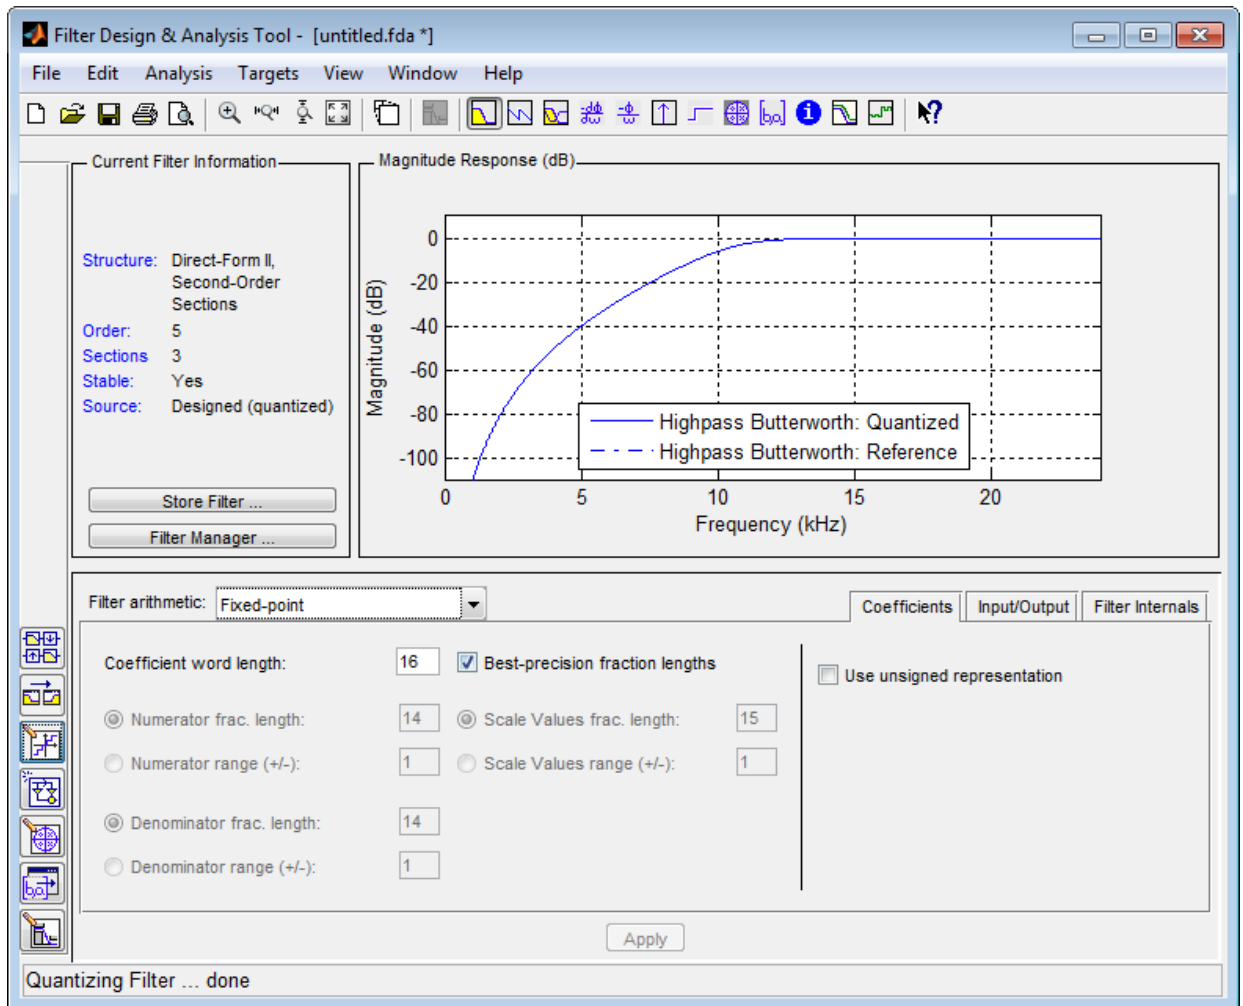 Filter Design & Analysis Tool - [untitled.fda *]
File Edit Analysis Targets View Window Help
Current Filter Information
Structure: Direct-Form II,
Second-Order
Sections
Order: 5
Sections 3
Stable: Yes
Source: Designed (quantized)
Store Filter ...
Filter Manager ...
Magnitude Response (dB)
Magnitude (dB)
0
-20
-40
-60
-80
-100
Highpass Butterworth: Quantized
Highpass Butterworth: Reference
0 5 10 15 20
Frequency (kHz)
Filter arithmetic: Fixed-point
Coefficients Input/Output Filter Internals
Coefficient word length: 16 Best-precision fraction lengths
Use unsigned representation
Numerator frac. length: 14 Scale Values frac. length: 15
Numerator range (+/-): 1 Scale Values range (+/-): 1
Denominator frac. length: 14
Denominator range (+/-): 1
Apply
Quantizing Filter ... done